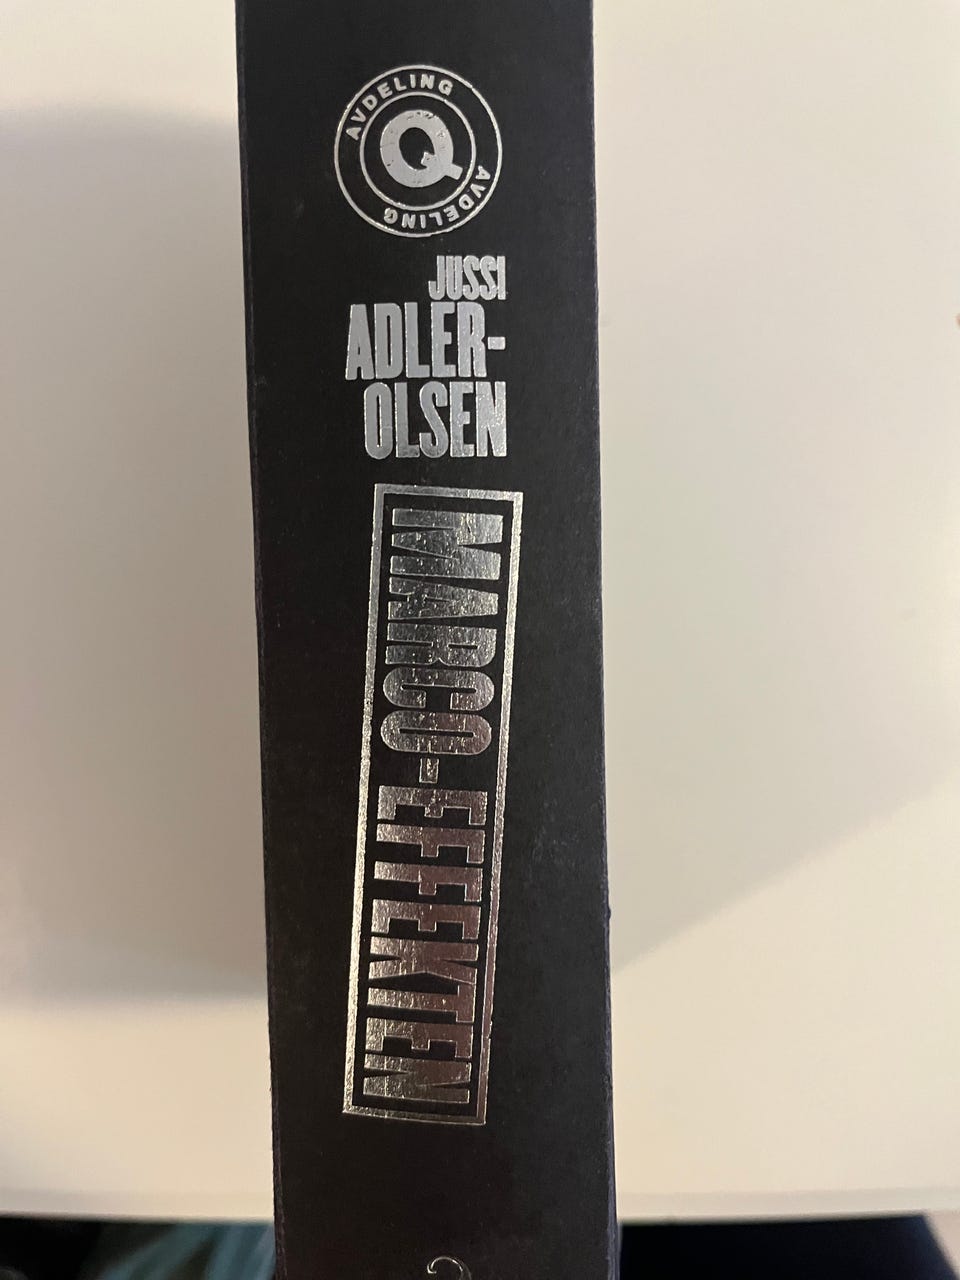 AVDELING
Q
AVDELING
JUSSI
ADLER-
OLSEN
MARCO-EFFEKTEN